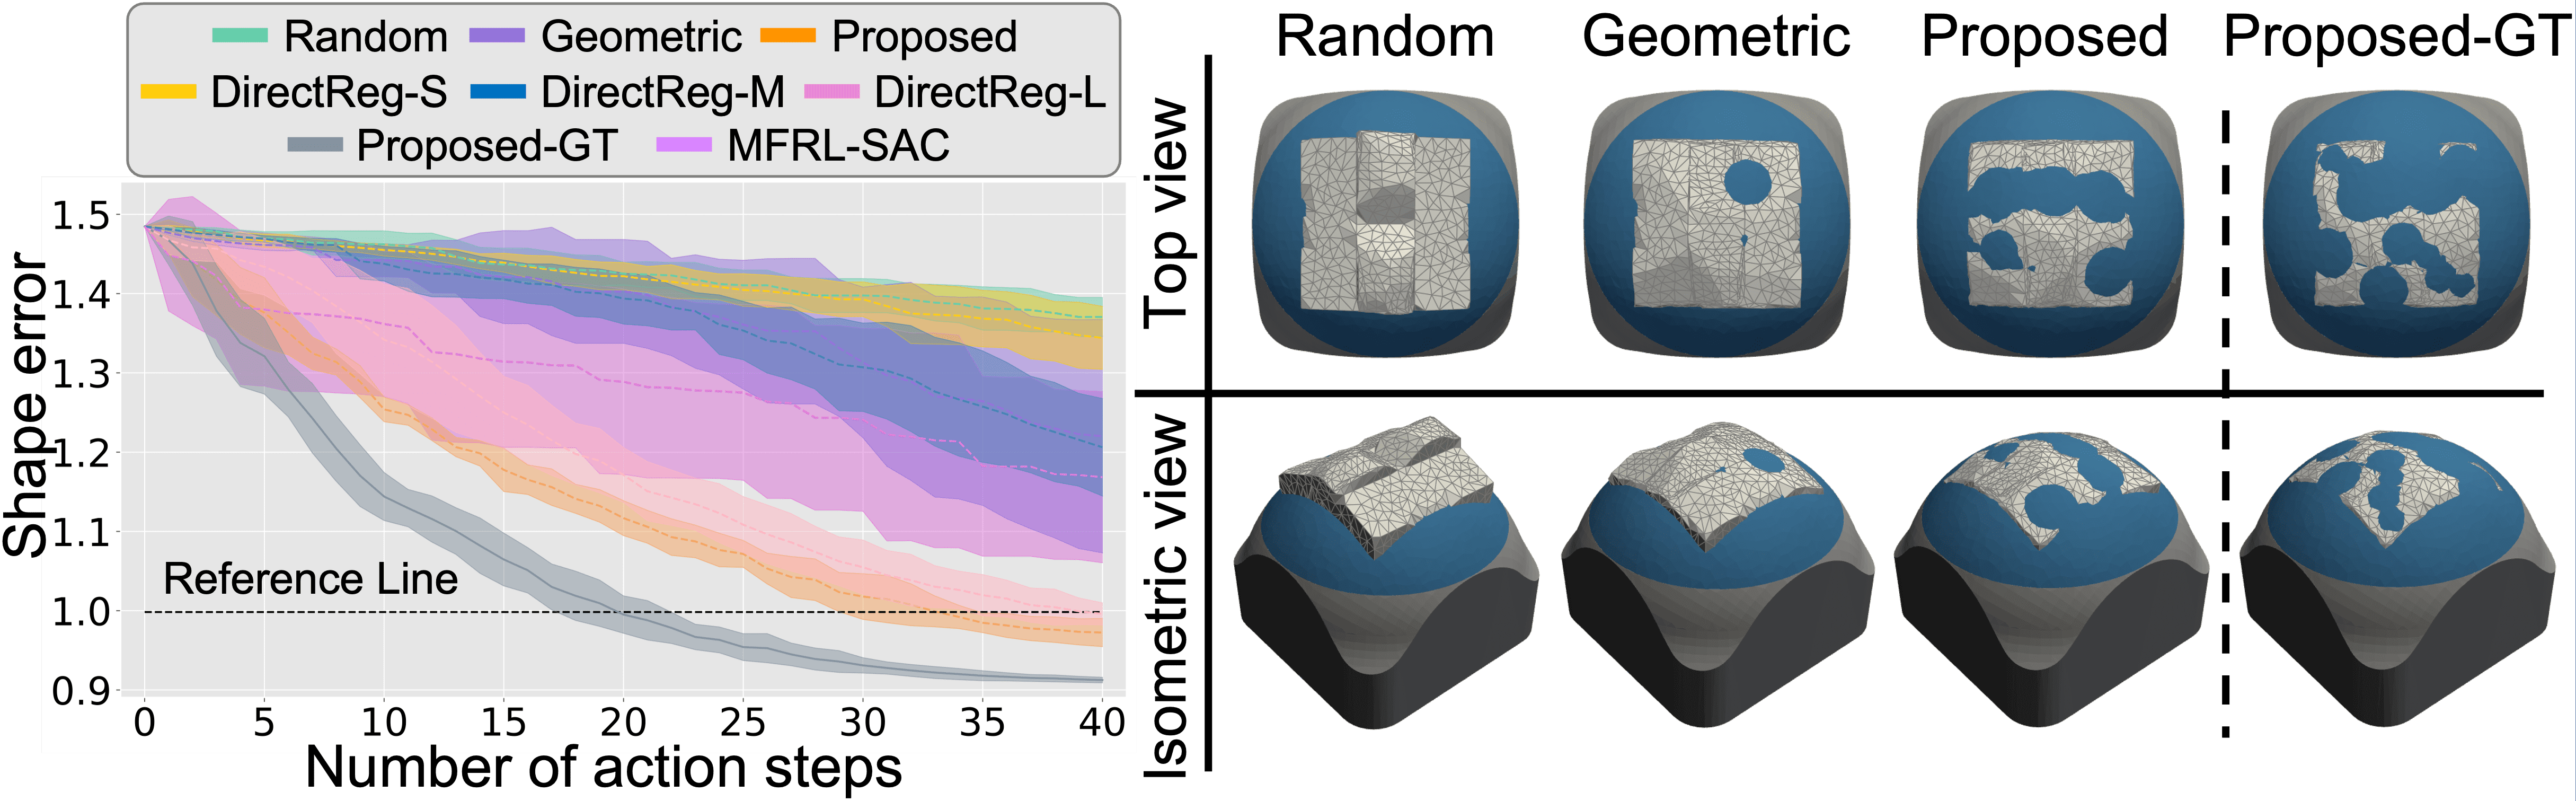 Random Geometric Proposed
DirectReg-S DirectReg-M DirectReg-L
Proposed-GT MFRL-SAC
Shape error
1.5
1.4
1.3
1.2
1.1
1.0
0.9
Reference Line
0 5 10 15 20 25 30 35 40
Number of action steps
Random Geometric Proposed Proposed-GT
Top view
Isometric view